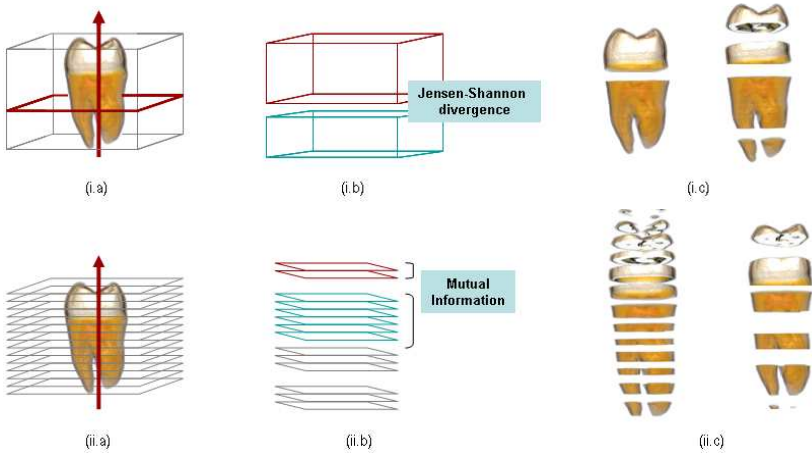 Jensen-Shannon
divergence
(i.a)
(i.b)
(i.c)
Mutual
Information
(ii.a)
(ii.b)
(ii.c)